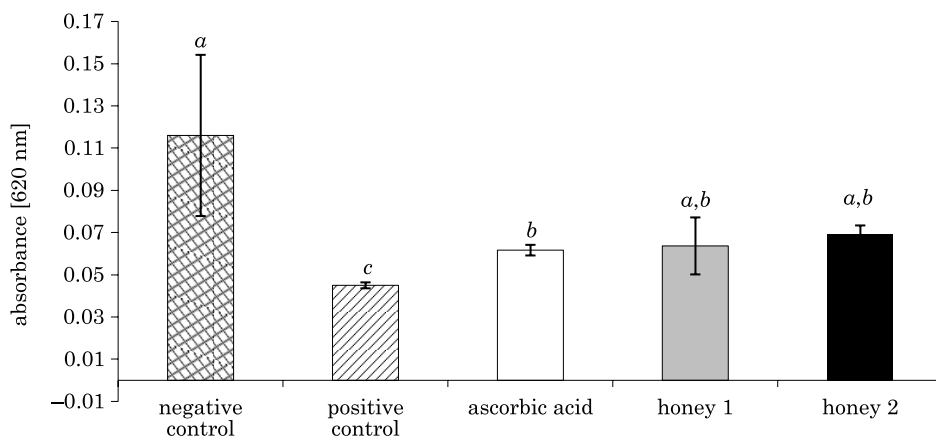 0.17
0.15
0.13
0.11
0.09
0.07
0.05
0.03
0.01
–0.01
absorbance [620 nm]
a
c
b
a,b
a,b
negative
control
positive
control
ascorbic acid
honey 1
honey 2